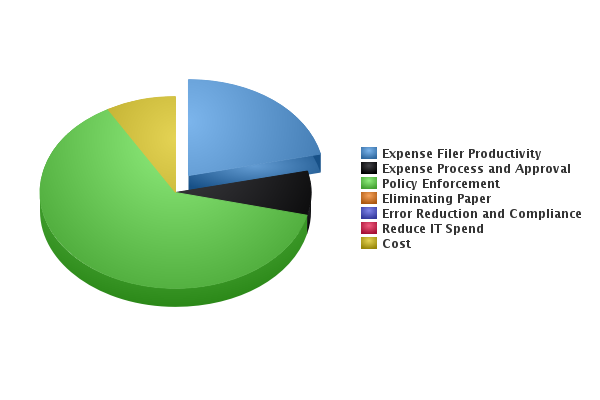 Expense Filer Productivity
Expense Process and Approval
Policy Enforcement
Eliminating Paper
Error Reduction and Compliance
Reduce IT Spend
Cost